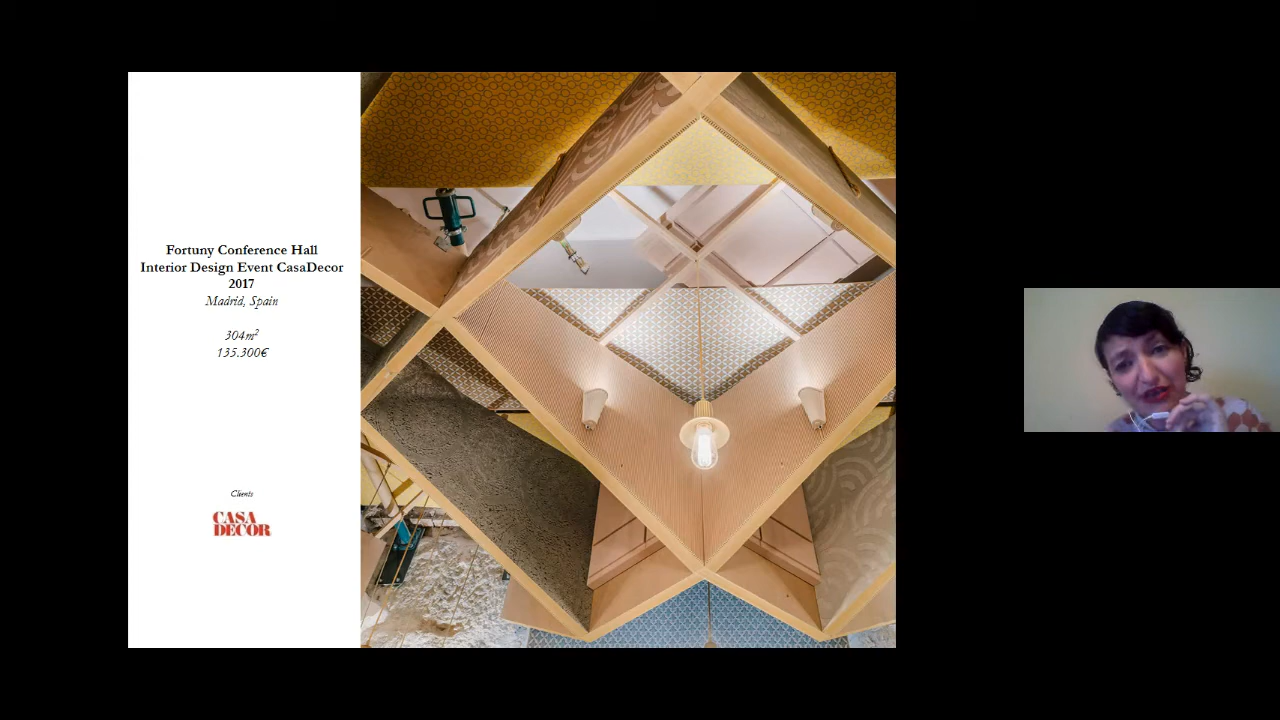 Fortuny Conference Hall
Interior Design Event CasaDecor
2017
Madrid, Spain
304m²
135.300€
Clients
CASA
DECOR